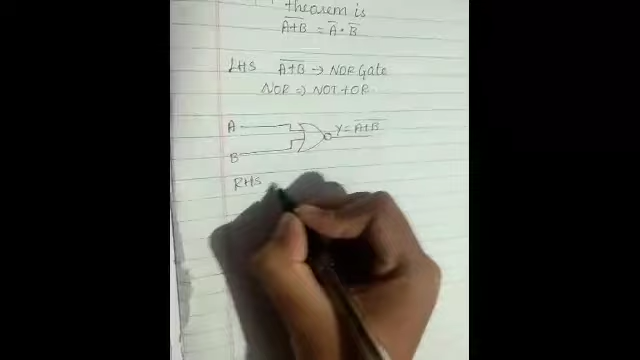 theorem is
A̅+̅B̅ = A̅ • B̅
LHS A̅+̅B̅ → NOR Gate
NOR ⇒ NOT + OR
A
Y = A̅+̅B̅
B
RHS